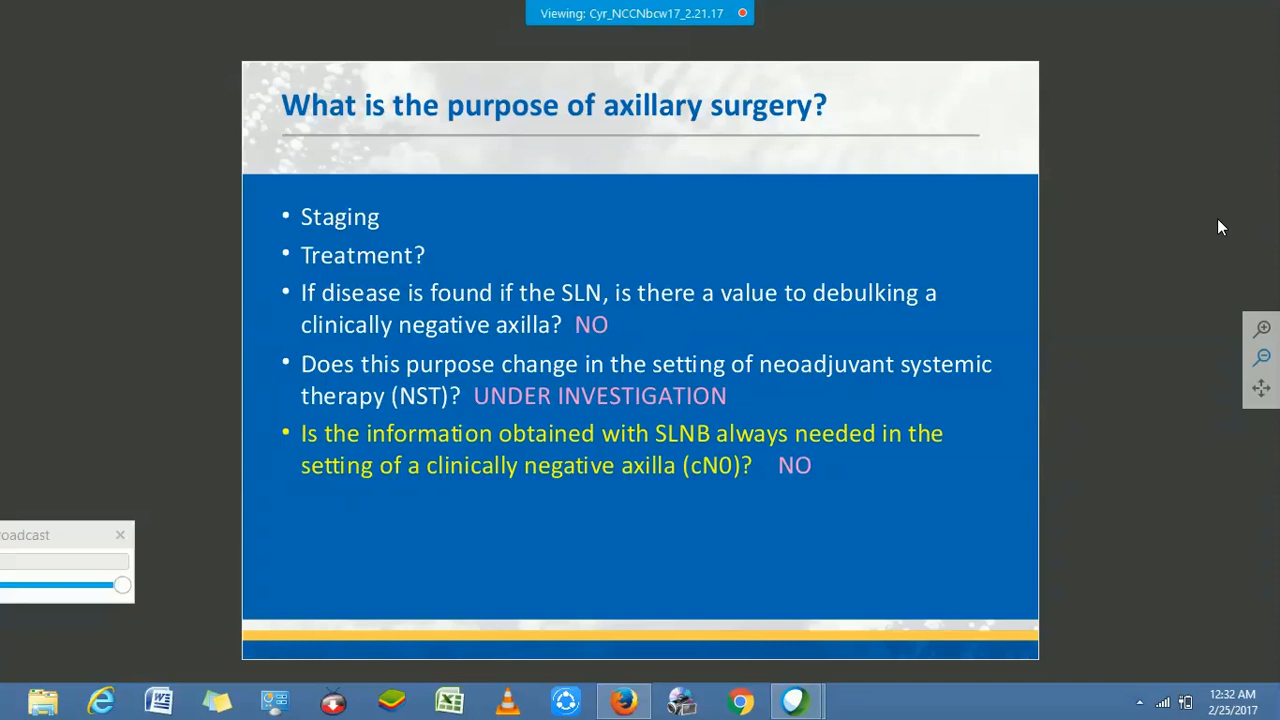 Viewing: Cyr_NCCNbcw17_2.21.17
What is the purpose of axillary surgery?
• Staging
• Treatment?
• If disease is found if the SLN, is there a value to debulking a
clinically negative axilla? NO
• Does this purpose change in the setting of neoadjuvant systemic
therapy (NST)? UNDER INVESTIGATION
• Is the information obtained with SLNB always needed in the
setting of a clinically negative axilla (cN0)? NO
roadcast
12:32 AM
2/25/2017